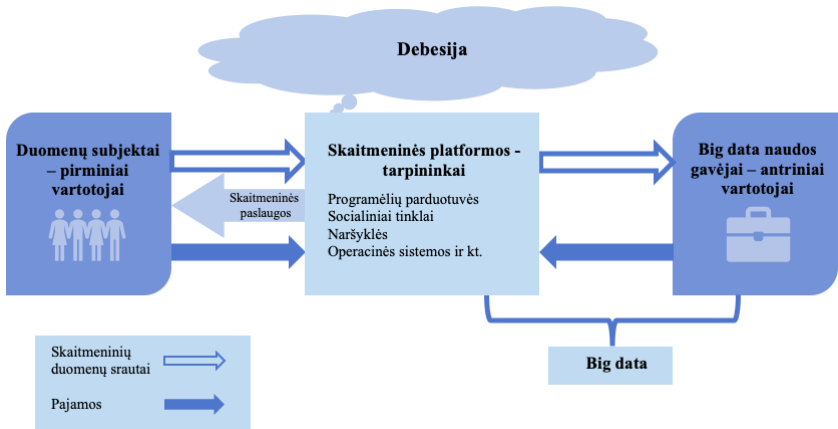 Debesija
Duomenų subjektai
– pirminiai
vartotojai
Skaitmeninės platformos -
tarpininkai
Programėlių parduotuvės
Socialiniai tinklai
Naršyklės
Operacinės sistemos ir kt.
Big data naudos
gavėjai – antriniai
vartotojai
Skaitmeninės
paslaugos
Big data
Skaitmeninių
duomenų srautai
Pajamos